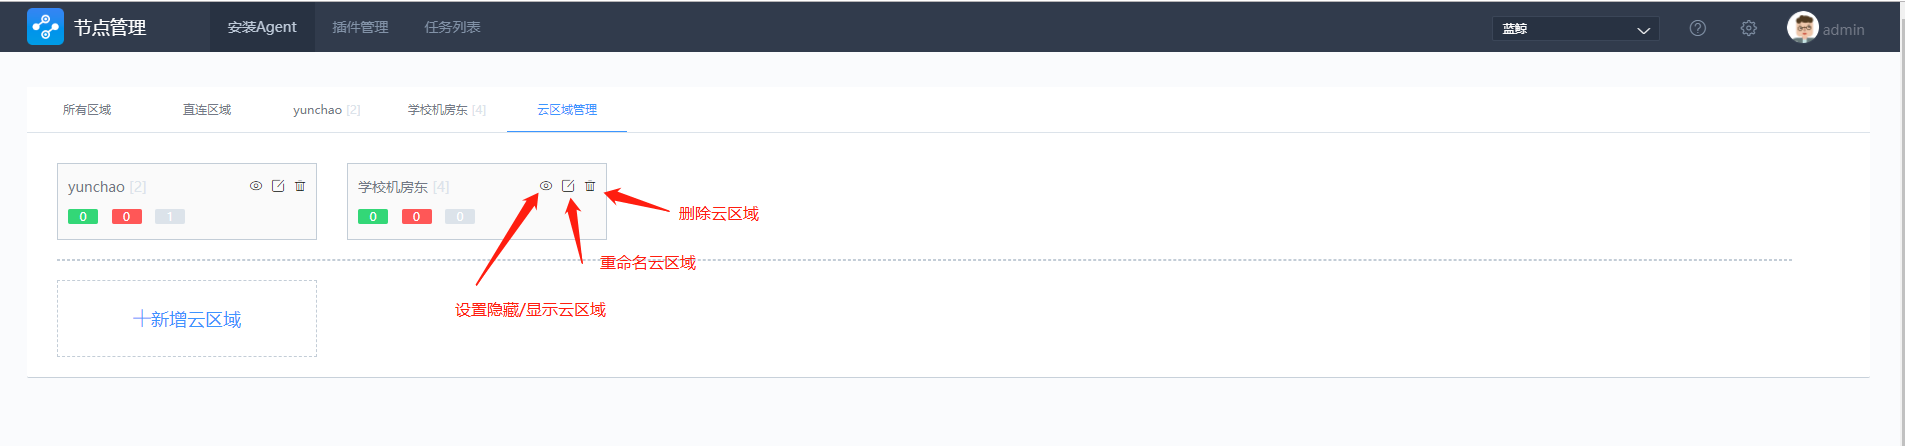 节点管理 安装Agent 插件管理 任务列表 蓝鲸 admin
所有区域 直连区域 yunchao [2] 学校机房东 [4] 云区域管理
yunchao [2] 学校机房东 [4]
0 0 1 0 0 0
删除云区域
重命名云区域
设置隐藏/显示云区域
+新增云区域